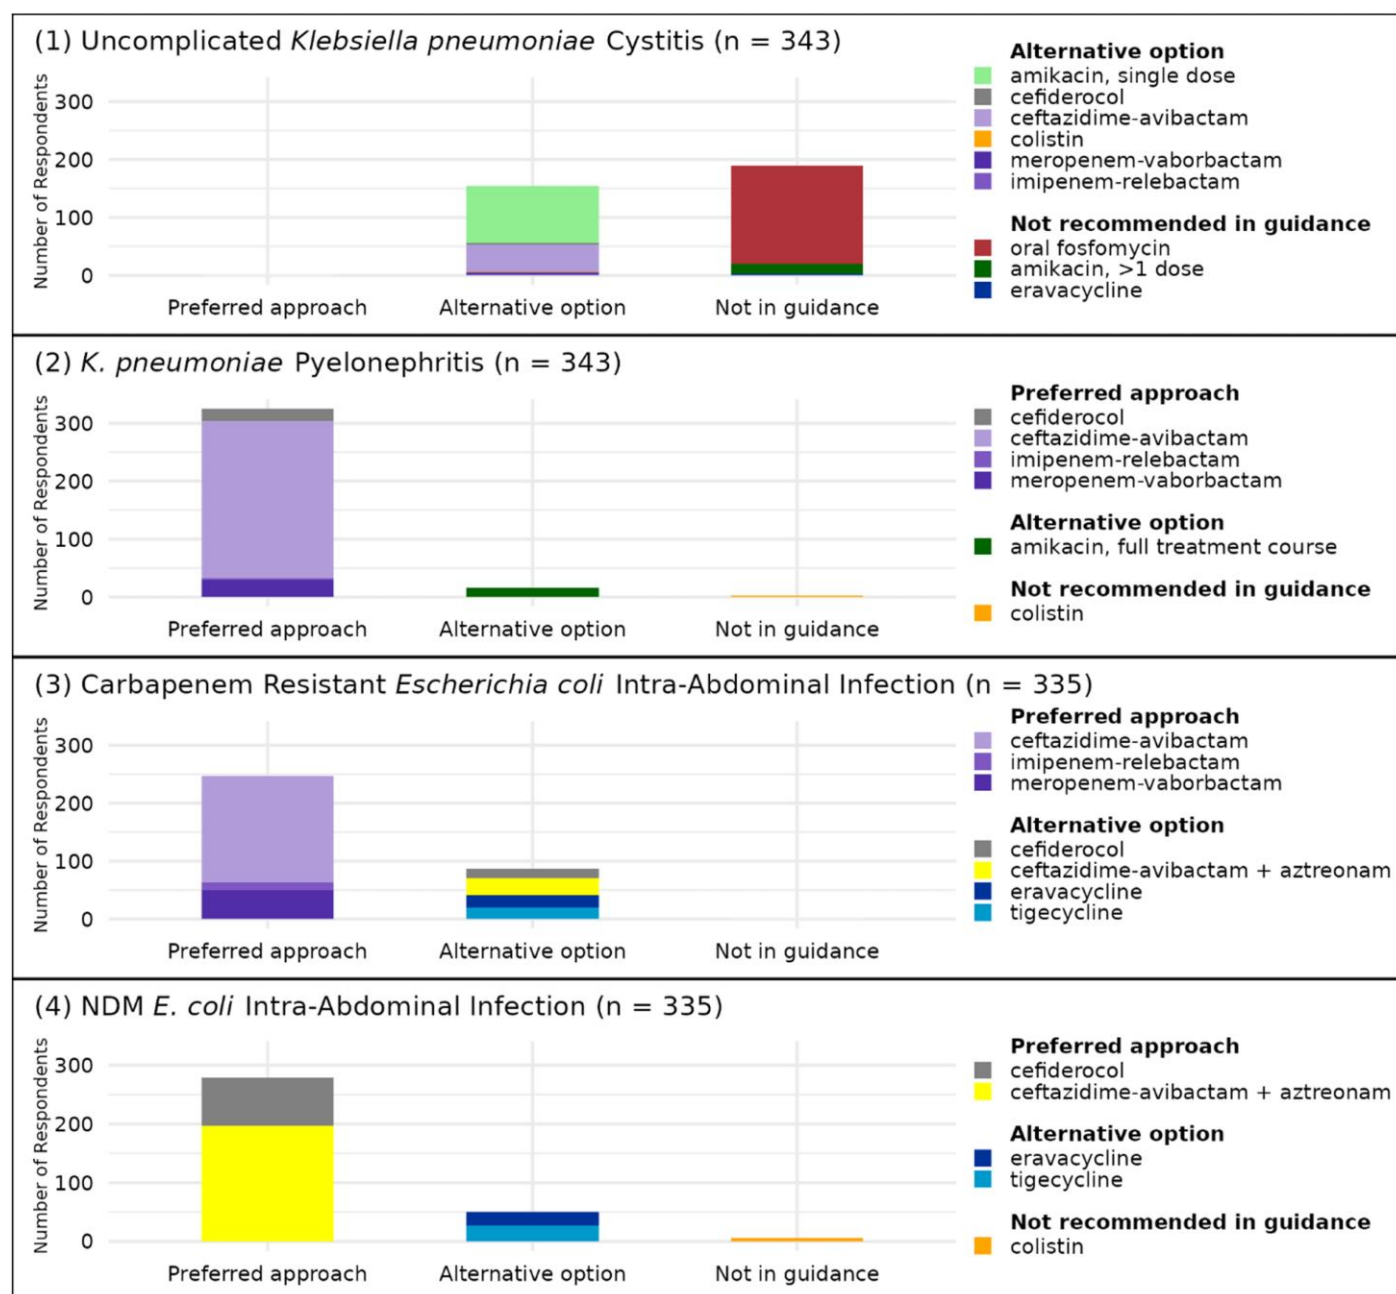 (1) Uncomplicated Klebsiella pneumoniae Cystitis (n = 343)
Number of Respondents
300
200
100
0
Preferred approach
Alternative option
Not in guidance
Alternative option
amikacin, single dose
cefiderocol
ceftazidime-avibactam
colistin
meropenem-vaborbactam
imipenem-relebactam
Not recommended in guidance
oral fosfomycin
amikacin, >1 dose
eravacycline
(2) K. pneumoniae Pyelonephritis (n = 343)
Number of Respondents
300
200
100
0
Preferred approach
Alternative option
Not in guidance
Preferred approach
cefiderocol
ceftazidime-avibactam
imipenem-relebactam
meropenem-vaborbactam
Alternative option
amikacin, full treatment course
Not recommended in guidance
colistin
(3) Carbapenem Resistant Escherichia coli Intra-Abdominal Infection (n = 335)
Number of Respondents
300
200
100
0
Preferred approach
Alternative option
Not in guidance
Preferred approach
ceftazidime-avibactam
imipenem-relebactam
meropenem-vaborbactam
Alternative option
cefiderocol
ceftazidime-avibactam + aztreonam
eravacycline
tigecycline
(4) NDM E. coli Intra-Abdominal Infection (n = 335)
Number of Respondents
300
200
100
0
Preferred approach
Alternative option
Not in guidance
Preferred approach
cefiderocol
ceftazidime-avibactam + aztreonam
Alternative option
eravacycline
tigecycline
Not recommended in guidance
colistin